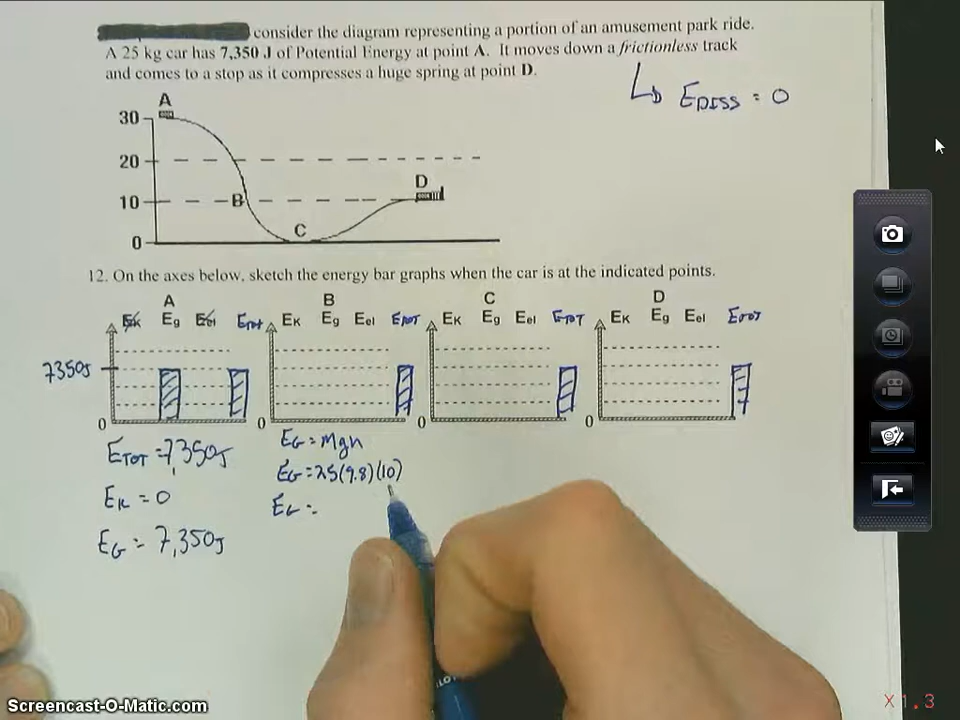 consider the diagram representing a portion of an amusement park ride.
A 25 kg car has 7,350 J of Potential Energy at point A. It moves down a frictionless track
and comes to a stop as it compresses a huge spring at point D.
EDISS = 0
A
30
20
D
10
B
C
0
12. On the axes below, sketch the energy bar graphs when the car is at the indicated points.
A B C D
Ek Eg Eel ETOT EK Eg Eel ETOT EK Eg Eel ETOT EK Eg Eel ETOT
7350J
0 0 0 0
ETOT = 7,350J
EK = 0
EG = 7,350J
EG = mgh
EG = 25(9.8)(10)
EG =
Screencast-O-Matic.com
X1.3